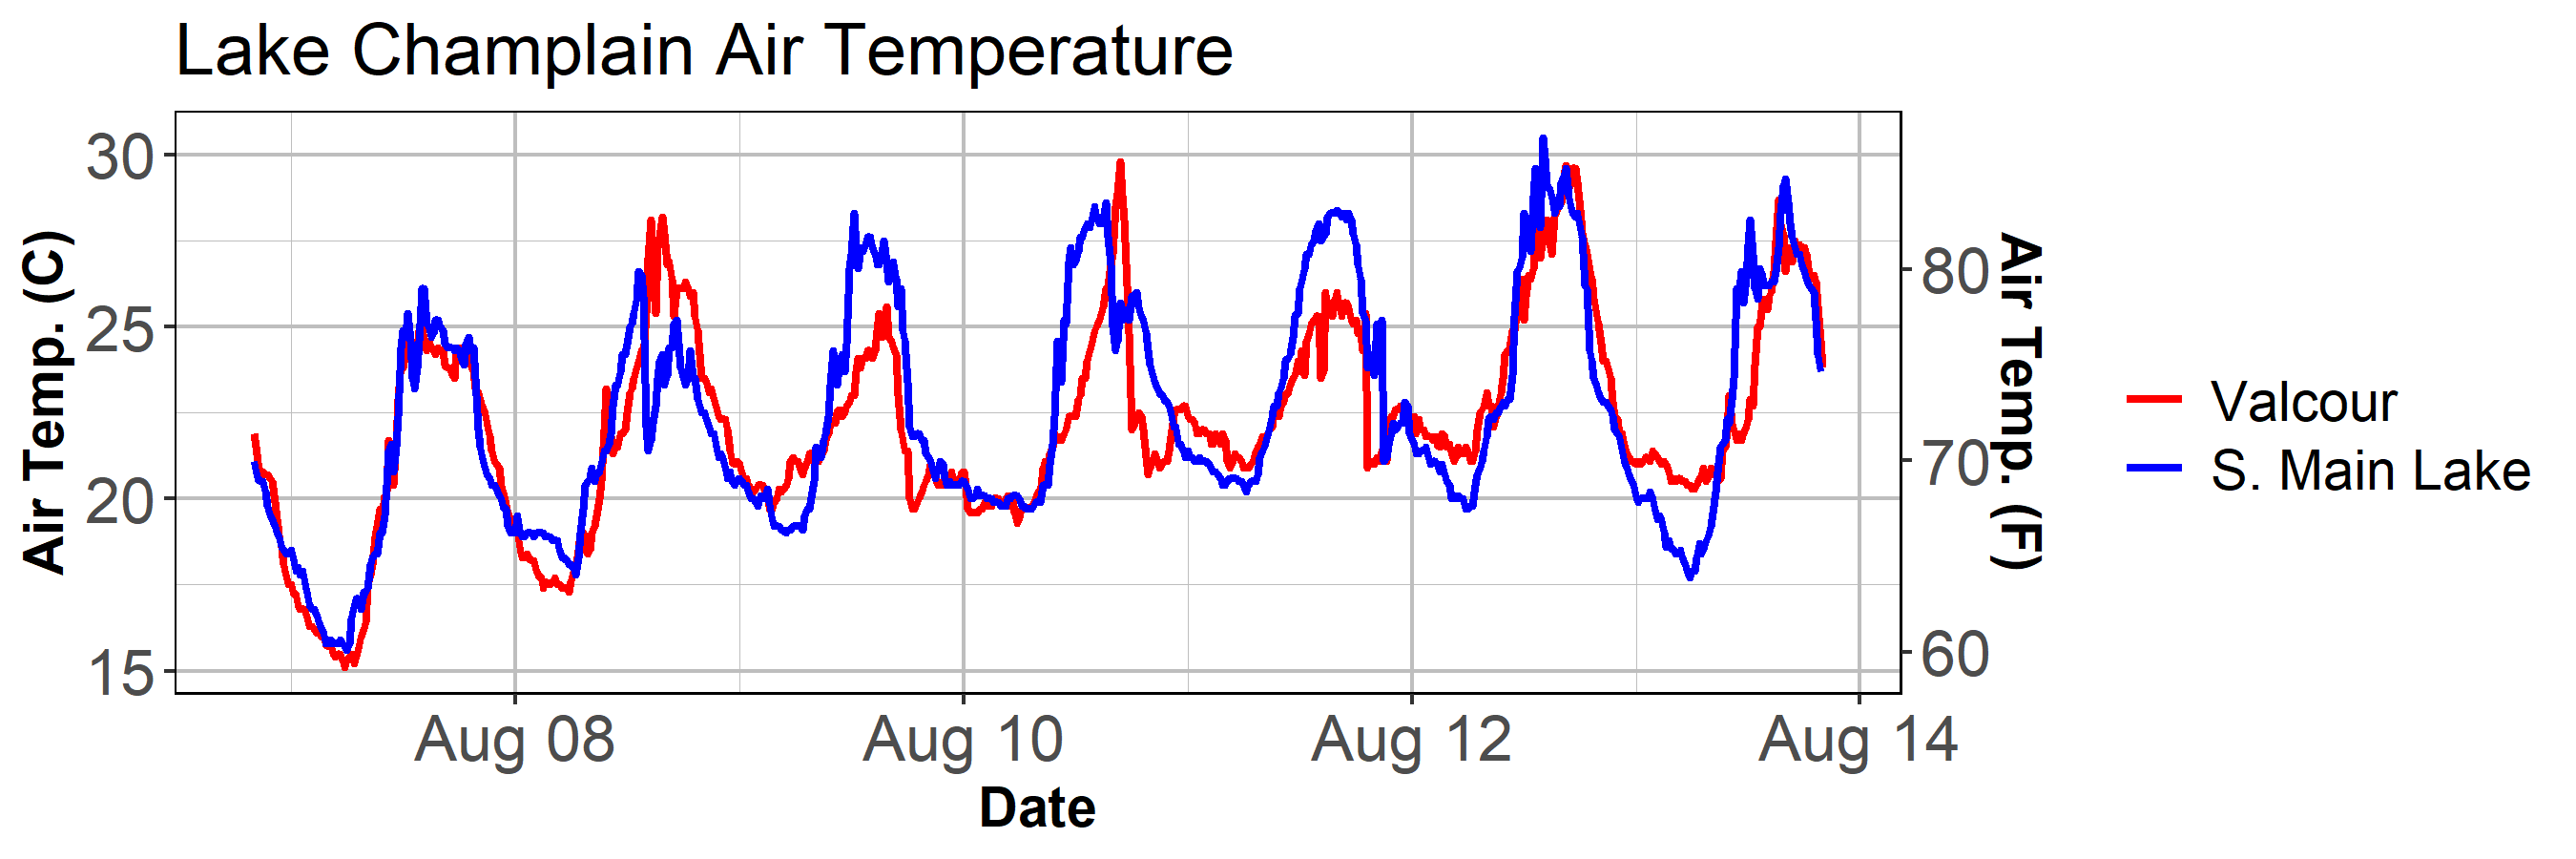 Lake Champlain Air Temperature
Air Temp. (C)
30
25
20
15
Air Temp. (F)
80
70
60
Aug 08
Aug 10
Aug 12
Aug 14
Date
Valcour
S. Main Lake